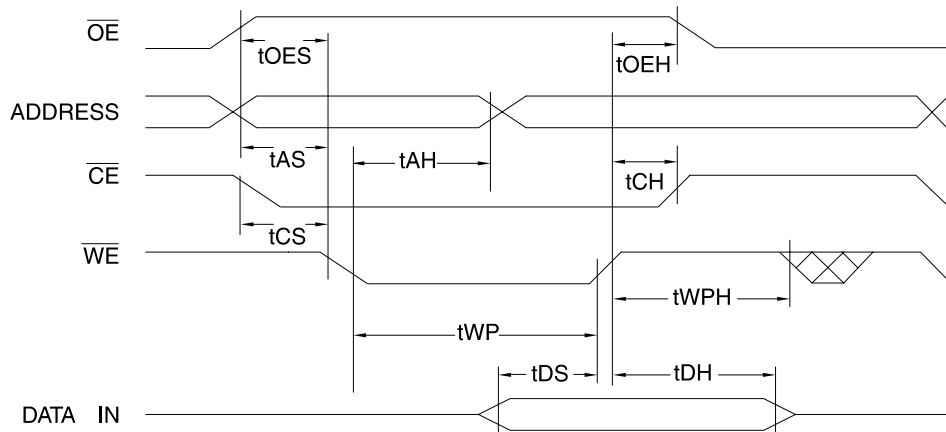 OE
tOES
tOEH
ADDRESS
tAS
tAH
tCH
CE
tCS
WE
tWPH
tWP
tDS
tDH
DATA IN